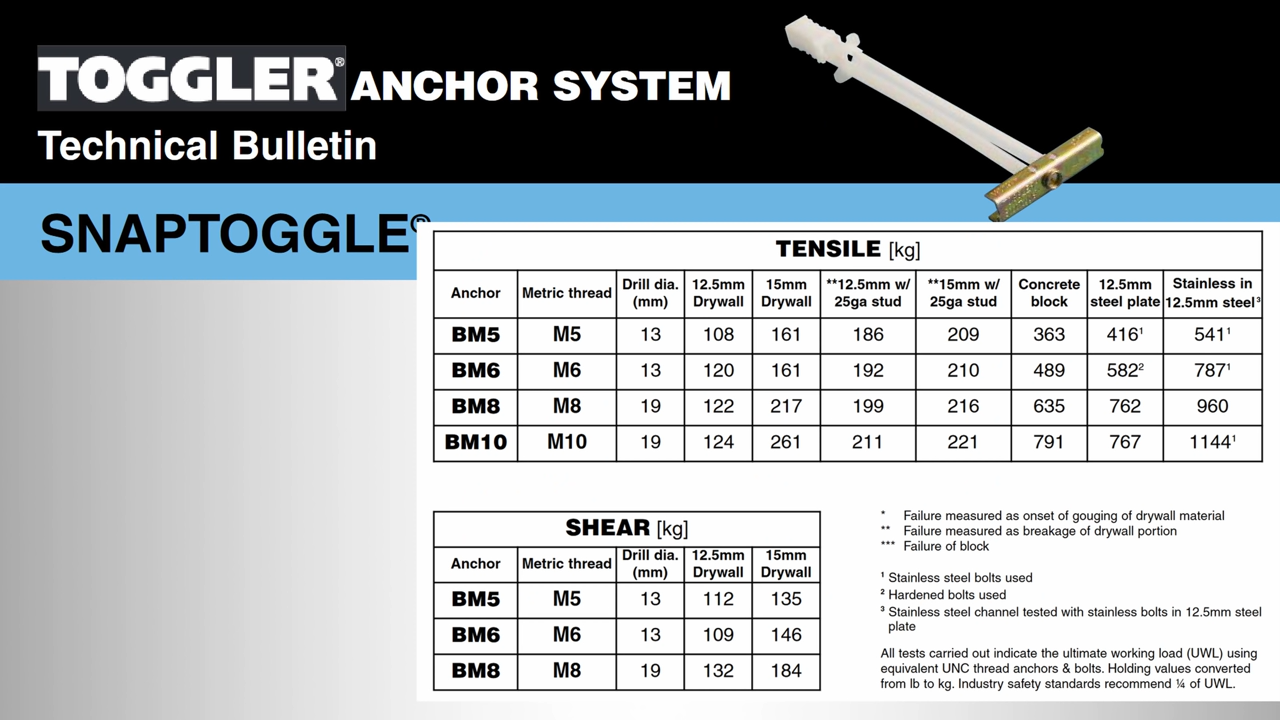 TOGGLER® ANCHOR SYSTEM
Technical Bulletin
SNAPTOGGLE®
TENSILE [kg]
Anchor Metric thread Drill dia. (mm) 12.5mm Drywall 15mm Drywall **12.5mm w/ 25ga stud **15mm w/ 25ga stud Concrete block 12.5mm steel plate Stainless in 12.5mm steel³
BM5 M5 13 108 161 186 209 363 416¹ 541¹
BM6 M6 13 120 161 192 210 489 582² 787¹
BM8 M8 19 122 217 199 216 635 762 960
BM10 M10 19 124 261 211 221 791 767 1144¹
SHEAR [kg]
Anchor Metric thread Drill dia. (mm) 12.5mm Drywall 15mm Drywall
BM5 M5 13 112 135
BM6 M6 13 109 146
BM8 M8 19 132 184
* Failure measured as onset of gouging of drywall material
** Failure measured as breakage of drywall portion
*** Failure of block
¹ Stainless steel bolts used
² Hardened bolts used
³ Stainless steel channel tested with stainless bolts in 12.5mm steel
plate
All tests carried out indicate the ultimate working load (UWL) using
equivalent UNC thread anchors & bolts. Holding values converted
from lb to kg. Industry safety standards recommend ¼ of UWL.